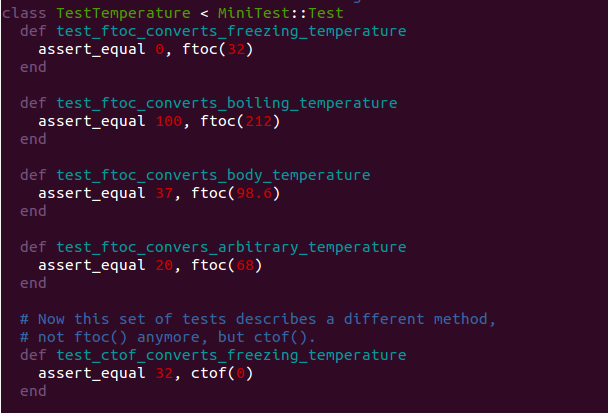 class TestTemperature < MiniTest::Test
  def test_ftoc_converts_freezing_temperature
    assert_equal 0, ftoc(32)
  end

  def test_ftoc_converts_boiling_temperature
    assert_equal 100, ftoc(212)
  end

  def test_ftoc_converts_body_temperature
    assert_equal 37, ftoc(98.6)
  end

  def test_ftoc_convers_arbitrary_temperature
    assert_equal 20, ftoc(68)
  end

  # Now this set of tests describes a different method,
  # not ftoc() anymore, but ctof().
  def test_ctof_converts_freezing_temperature
    assert_equal 32, ctof(0)
  end